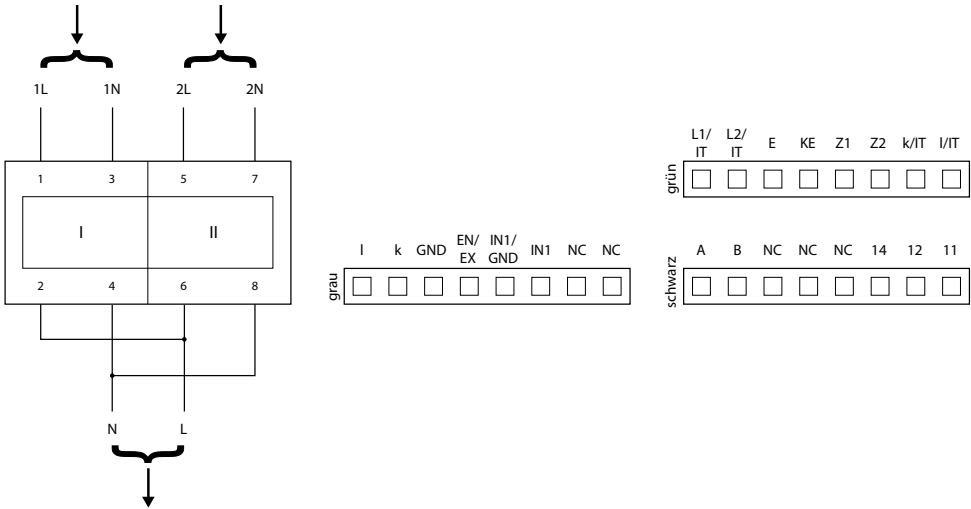 1L 1N 2L 2N
1 3 5 7
I II
2 4 6 8
N L
l k GND EN/ EX IN1/ GND IN1 NC NC
grau
L1/ IT L2/ IT E KE Z1 Z2 k/IT l/IT
grün
A B NC NC NC 14 12 11
schwarz